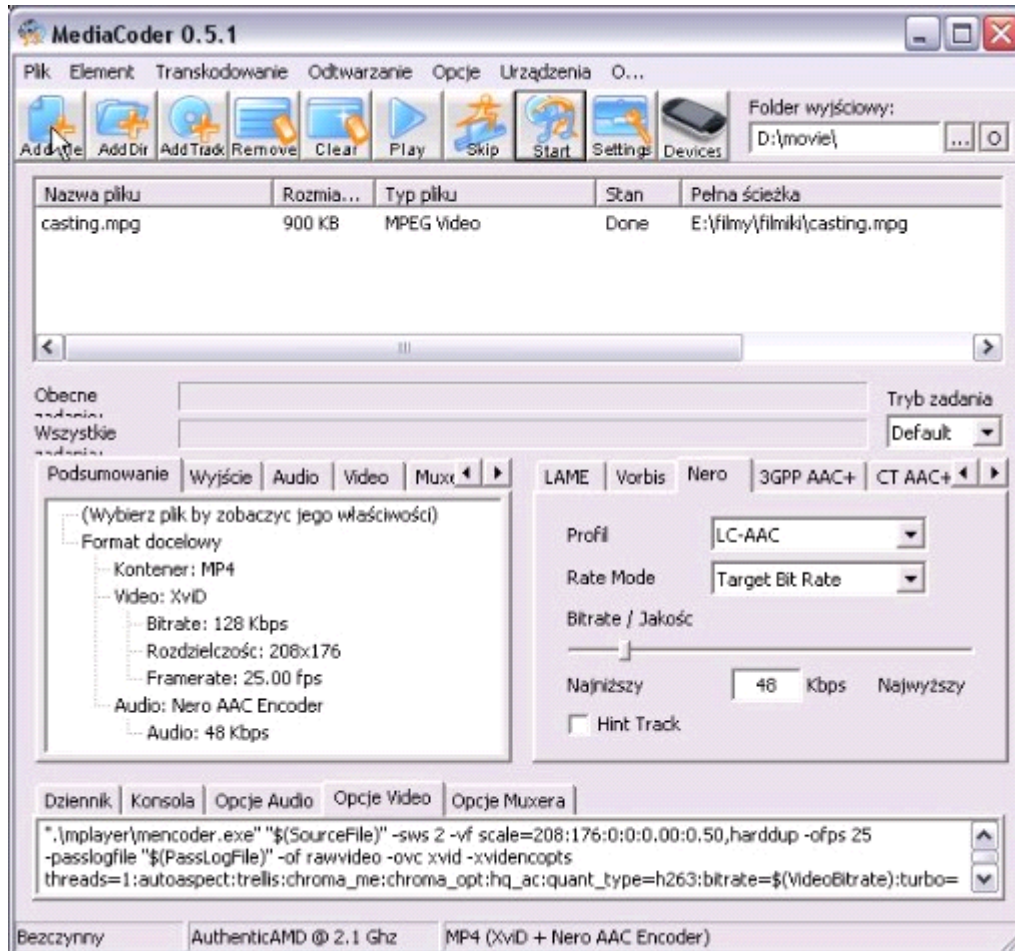 MediaCoder 0.5.1
Plik Element Transkodowanie Odtwarzanie Opcje Urządzenia O...
Folder wyjściowy:
D:\movie\ ... O
Add Dir Add Track Remove Clear Play Skip Start Settings Devices
Nazwa pliku Rozmia... Typ pliku Stan Pełna ścieżka
casting.mpg 900 KB MPEG Video Done E:\filmy\filmiki\casting.mpg
Obecne
Tryb zadania
Wszystkie
Default
Podsumowanie Wyjście Audio Video LAME Vorbis Nero 3GPP AAC+ CT AAC+
(Wybierz plik by zobaczyc jego właściwości)
Format docelowy
Kontener: MP4
Video: XviD
Bitrate: 128 Kbps
Rozdzielczośc: 208x176
Framerate: 25.00 fps
Audio: Nero AAC Encoder
Audio: 48 Kbps
Profil LC-AAC
Rate Mode Target Bit Rate
Bitrate / Jakośc
Najniższy 48 Kbps Najwyższy
Hint Track
Dziennik Konsola Opcje Audio Opcje Video Opcje Muxera
".\mplayer\mencoder.exe" "$(SourceFile)" -sws 2 -vf scale=208:176:0:0:0.00:0.50,harddup -ofps 25
-passlogfile "$(PassLogFile)" -of rawvideo -ovc xvid -xvidencopts
threads=1:autoaspect:trellis:chroma_me:chroma_opt:hq_ac:quant_type=h263:bitrate=$(VideoBitrate):turbo=
Bezczynny AuthenticAMD @ 2.1 Ghz MP4 (XviD + Nero AAC Encoder)